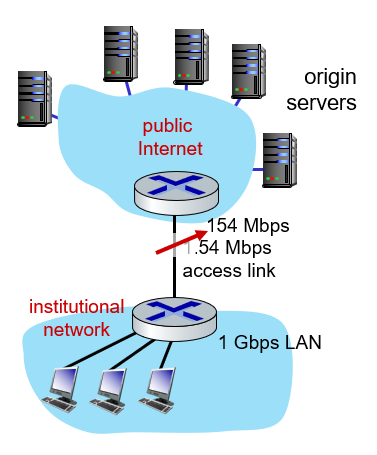 origin
servers
public
Internet
154 Mbps
1.54 Mbps
access link
institutional
network
1 Gbps LAN